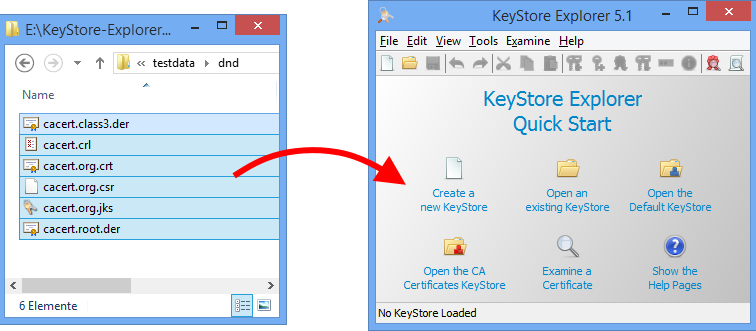 E:\KeyStore-Explorer...
testdata
dnd
Name
cacert.class3.der
cacert.crl
cacert.org.crt
cacert.org.csr
cacert.org.jks
cacert.root.der
6 Elemente
KeyStore Explorer 5.1
File Edit View Tools Examine Help
KeyStore Explorer
Quick Start
Create a
new KeyStore
Open an
existing KeyStore
Open the
Default KeyStore
Open the CA
Certificates KeyStore
Examine a
Certificate
Show the
Help Pages
No KeyStore Loaded